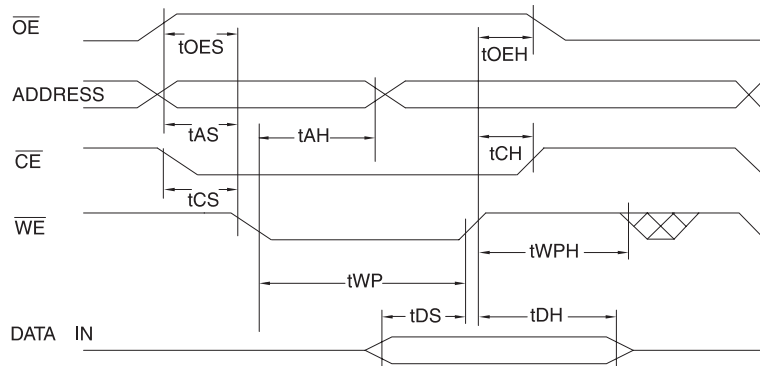 OE
tOES
tOEH
ADDRESS
tAS
tAH
tCH
CE
tCS
WE
tWPH
tWP
tDS
tDH
DATA IN